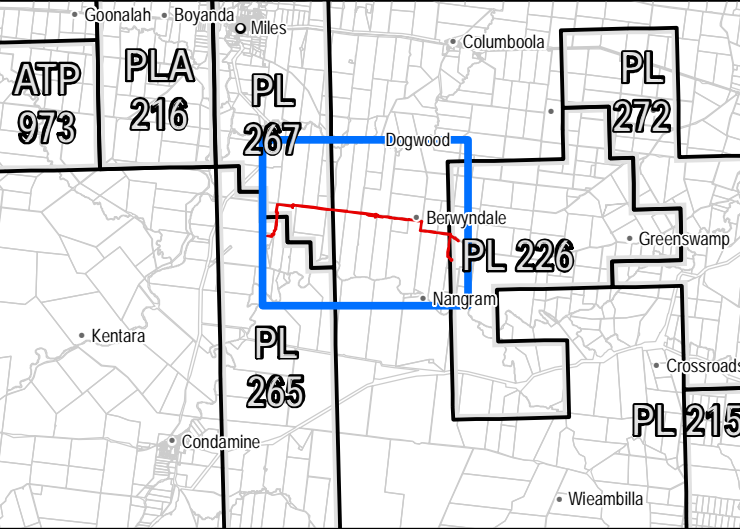 Goonalah
Boyanda
Miles
Columboola
ATP
973
PLA
216
PL
267
PL
272
Dogwood
Berwyndale
Greenswamp
PL 226
Nangram
Kentara
PL
265
Crossroads
PL 215
Condamine
Wieambilla